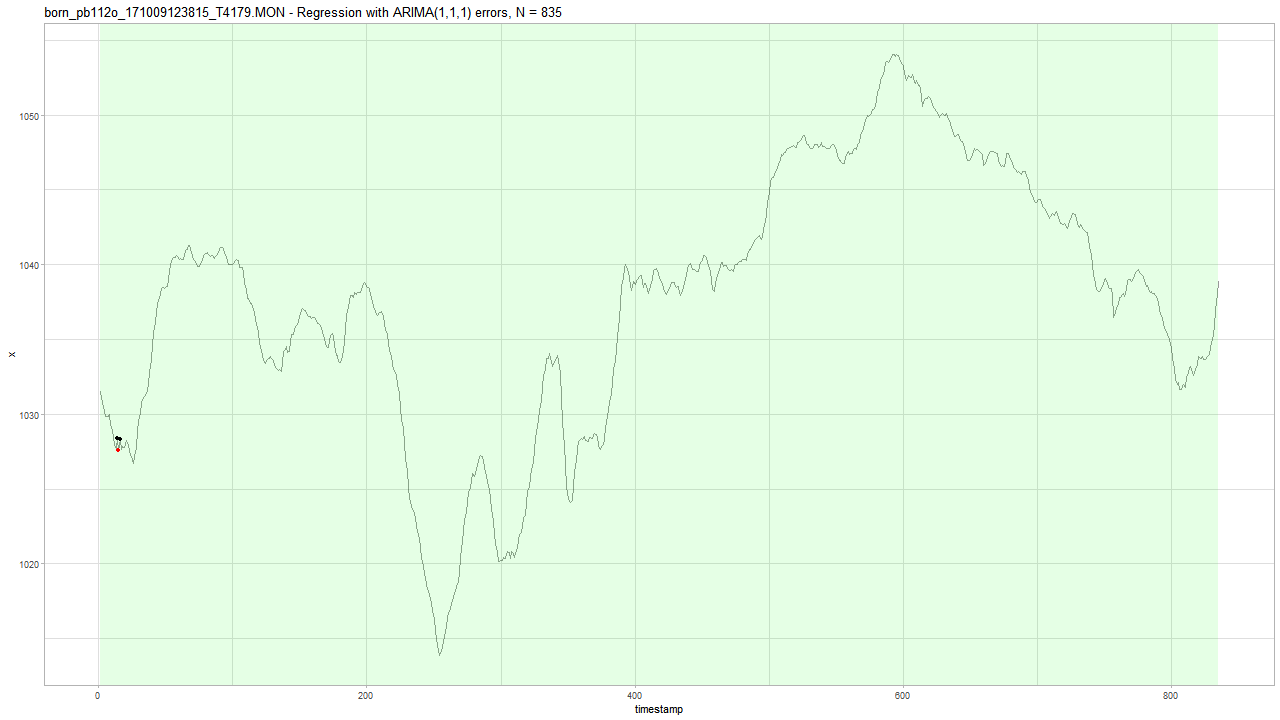 born_pb112o_171009123815_T4179.MON - Regression with ARIMA(1,1,1) errors, N = 835
1050
1040
x
1030
1020
0 200 400 600 800
timestamp